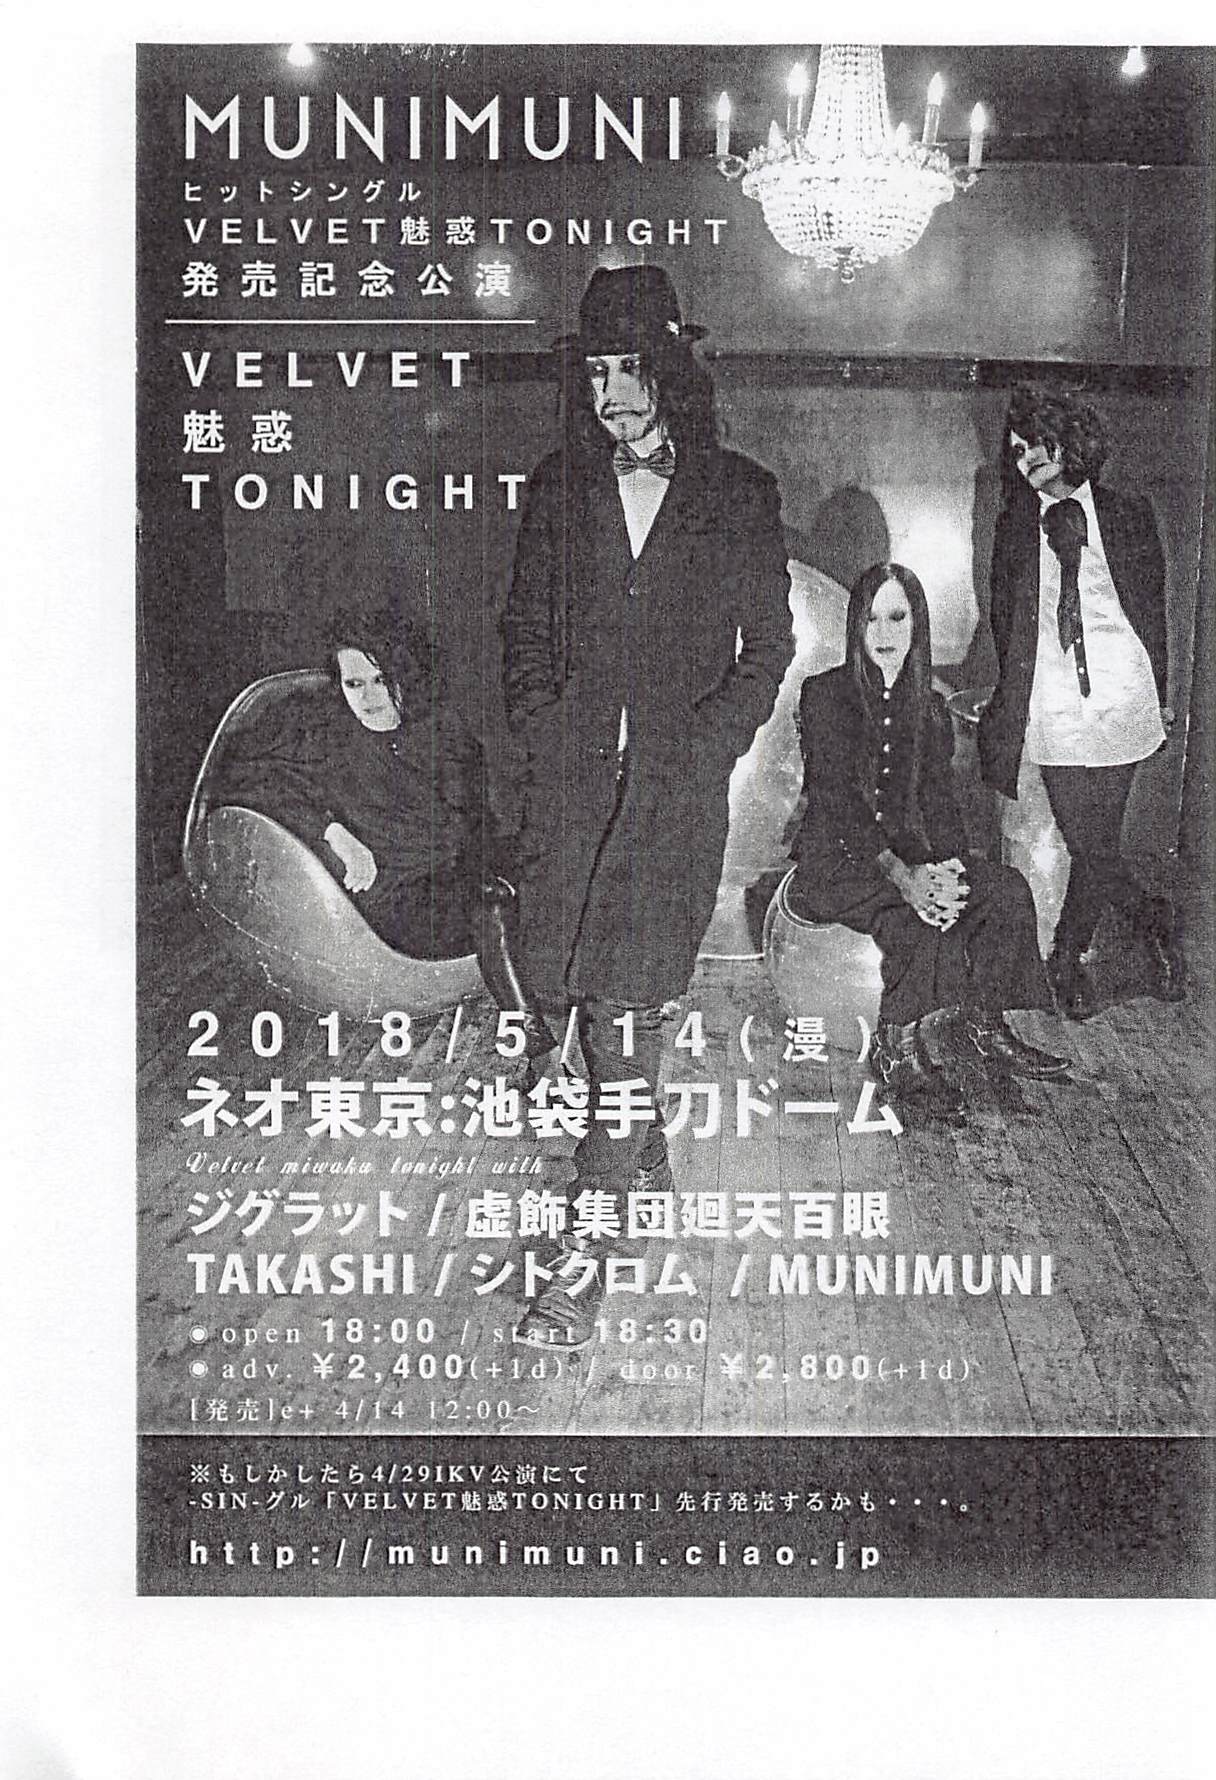 MUNIMUNI
ヒットシングル
VELVET魅惑TONIGHT
発売記念公演
VELVET
魅惑
TONIGHT
2018/5/14(漫)
ネオ東京:池袋手刀ドーム
Velvet miwaku tonight with
ジグラット / 虚飾集団廻天百眼
TAKASHI / シトクロム / MUNIMUNI
◉open 18:00 / start 18:30
◉adv. ￥2,400(+1d) / door ￥2,800(+1d)
[発売]e+ 4/14 12:00〜
※もしかしたら4/29IKV公演にて
-SIN-グル「VELVET魅惑TONIGHT」先行発売するかも・・・。
http://munimuni.ciao.jp